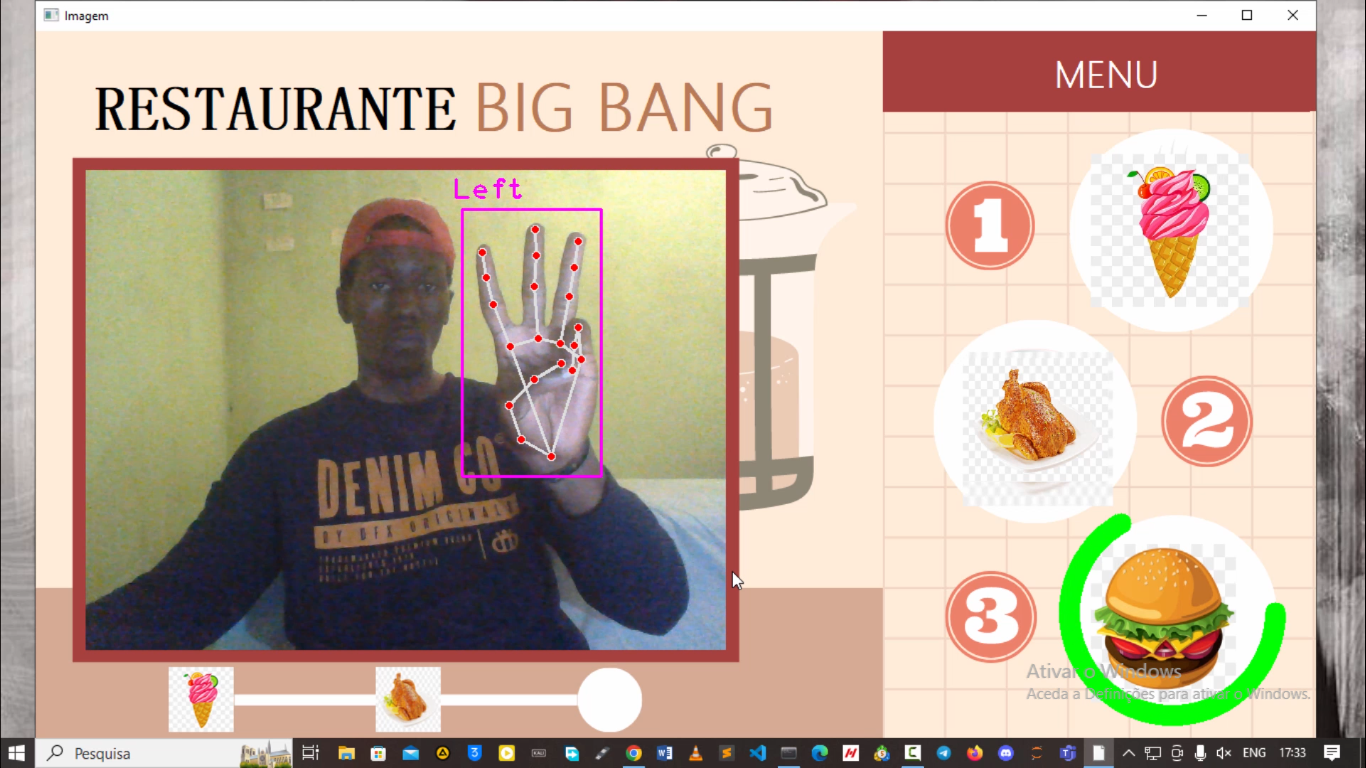 Imagem
RESTAURANTE BIG BANG
MENU
Left
1
2
DENIM CO
BY DFX ORIGINALS
3
Ativar o Windows
Aceda a Definições para ativar o Windows.
Pesquisa
ENG
17:33